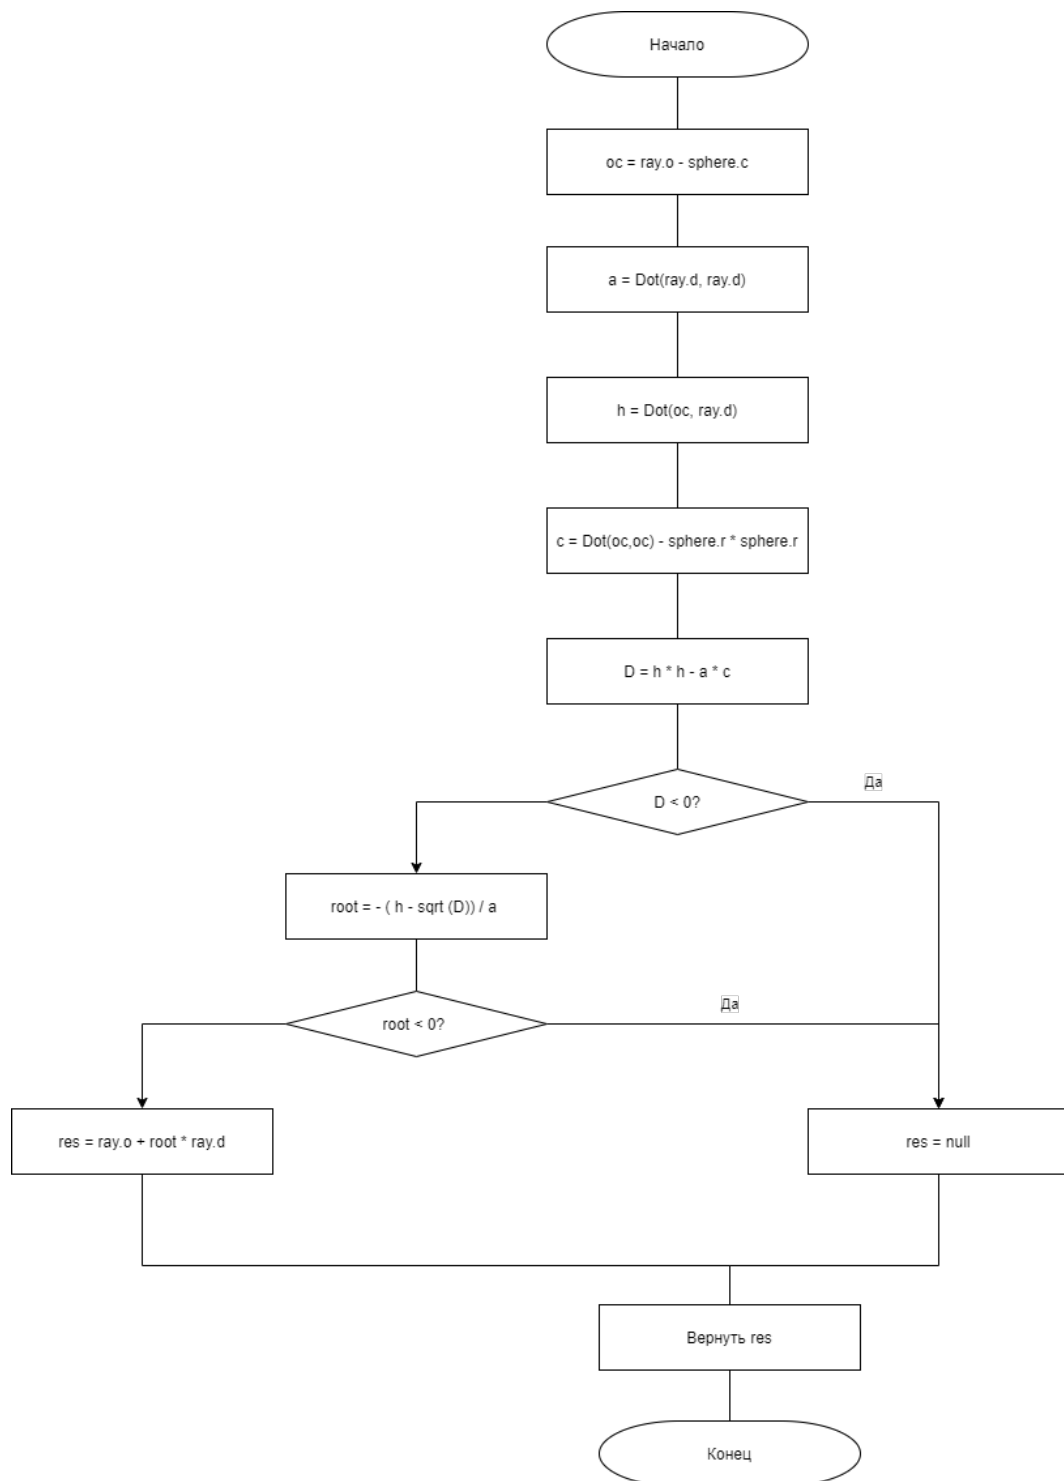 Начало
oc = ray.o - sphere.c
a = Dot(ray.d, ray.d)
h = Dot(oc, ray.d)
c = Dot(oc,oc) - sphere.r * sphere.r
D = h * h - a * c
D < 0?
Да
root = - ( h - sqrt (D)) / a
root < 0?
Да
res = ray.o + root * ray.d
res = null
Вернуть res
Конец